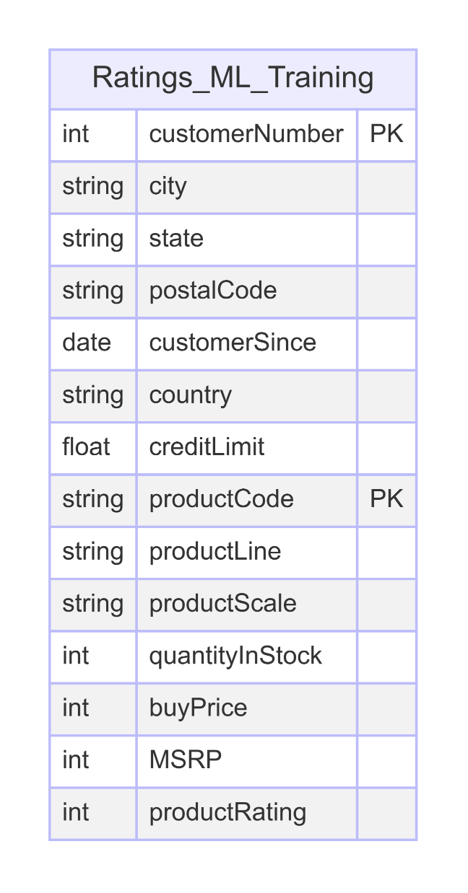 Ratings_ML_Training
int customerNumber PK
string city
string state
string postalCode
date customerSince
string country
float creditLimit
string productCode PK
string productLine
string productScale
int quantityInStock
int buyPrice
int MSRP
int productRating